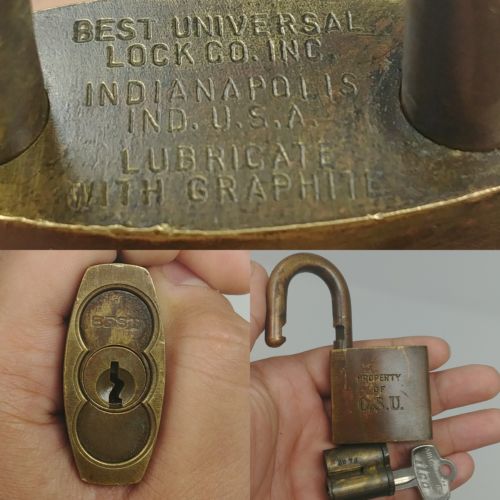 BEST UNIVERSAL
LOCK CO. INC.
INDIANAPOLIS
IND. U.S.A.
LUBRICATE
WITH GRAPHITE
BEST
PROPERTY
OF
C.S.U.